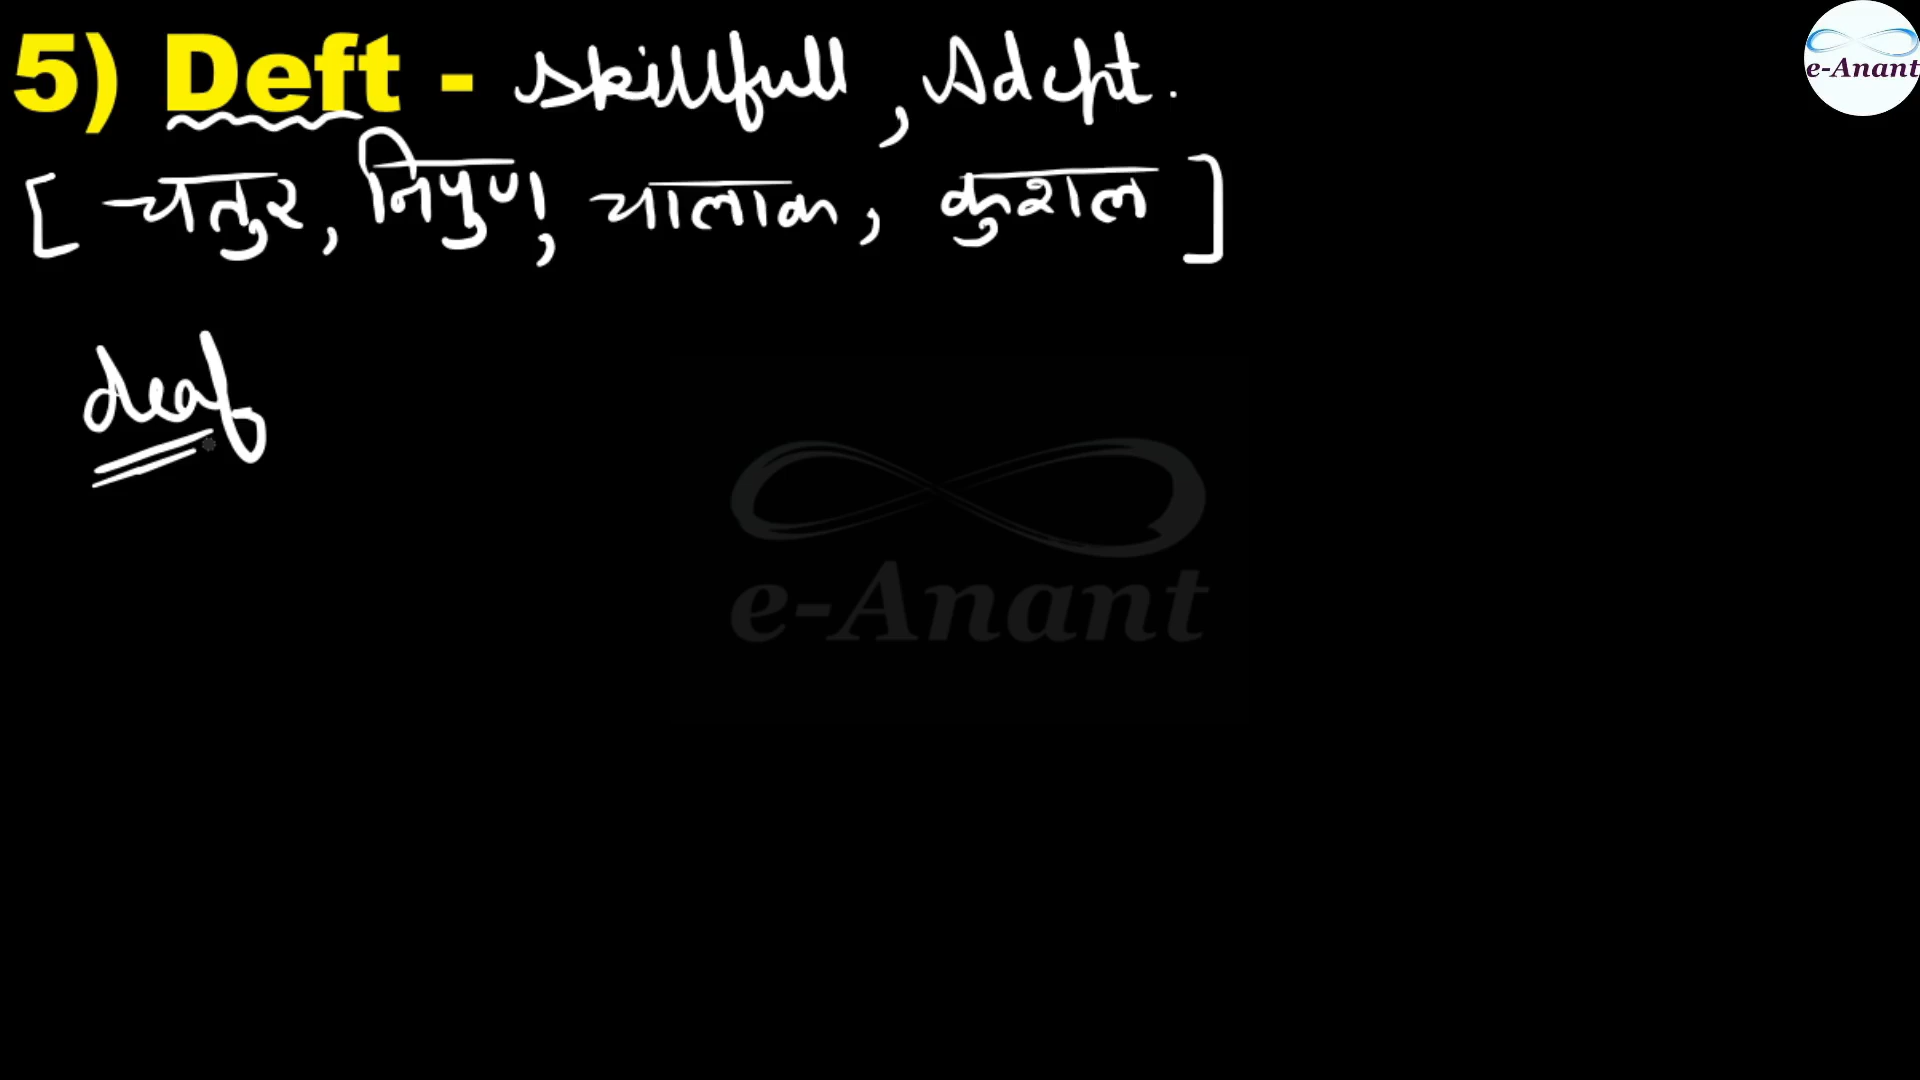 e-Anant
5) Deft - skillfull, Adept.
[ चतुर, निपुण, चालाक, कुशल ]
deaf
e-Anant